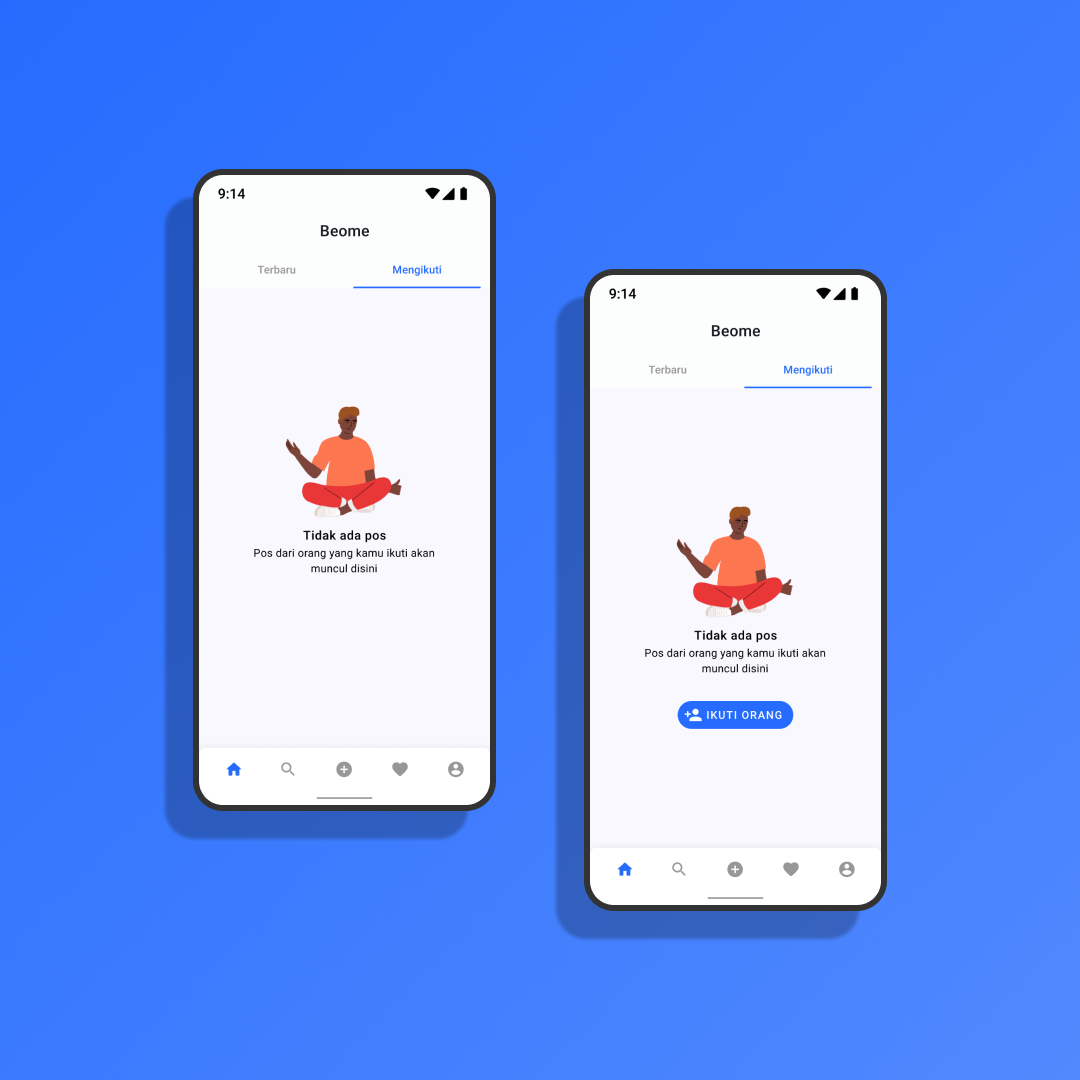 9:14
Beome
Terbaru Mengikuti
Tidak ada pos
Pos dari orang yang kamu ikuti akan
muncul disini
9:14
Beome
Terbaru Mengikuti
Tidak ada pos
Pos dari orang yang kamu ikuti akan
muncul disini
IKUTI ORANG